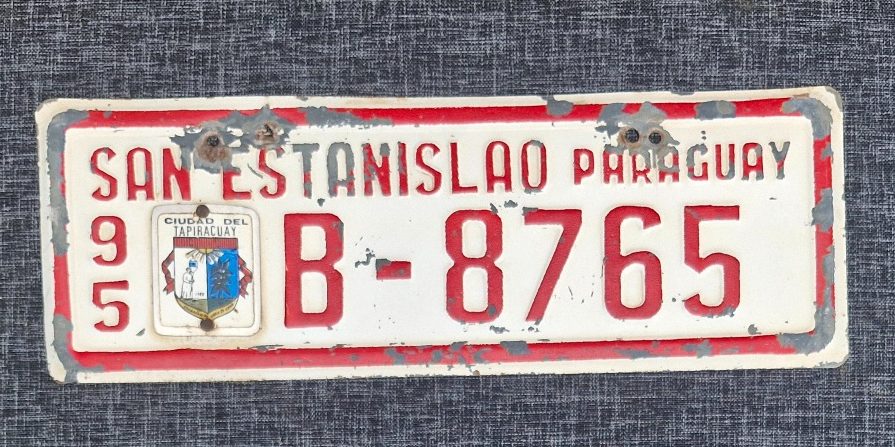 SAN ESTANISLAO PARAGUAY
95
CIUDAD DEL
TAPIRACUAY
B-8765